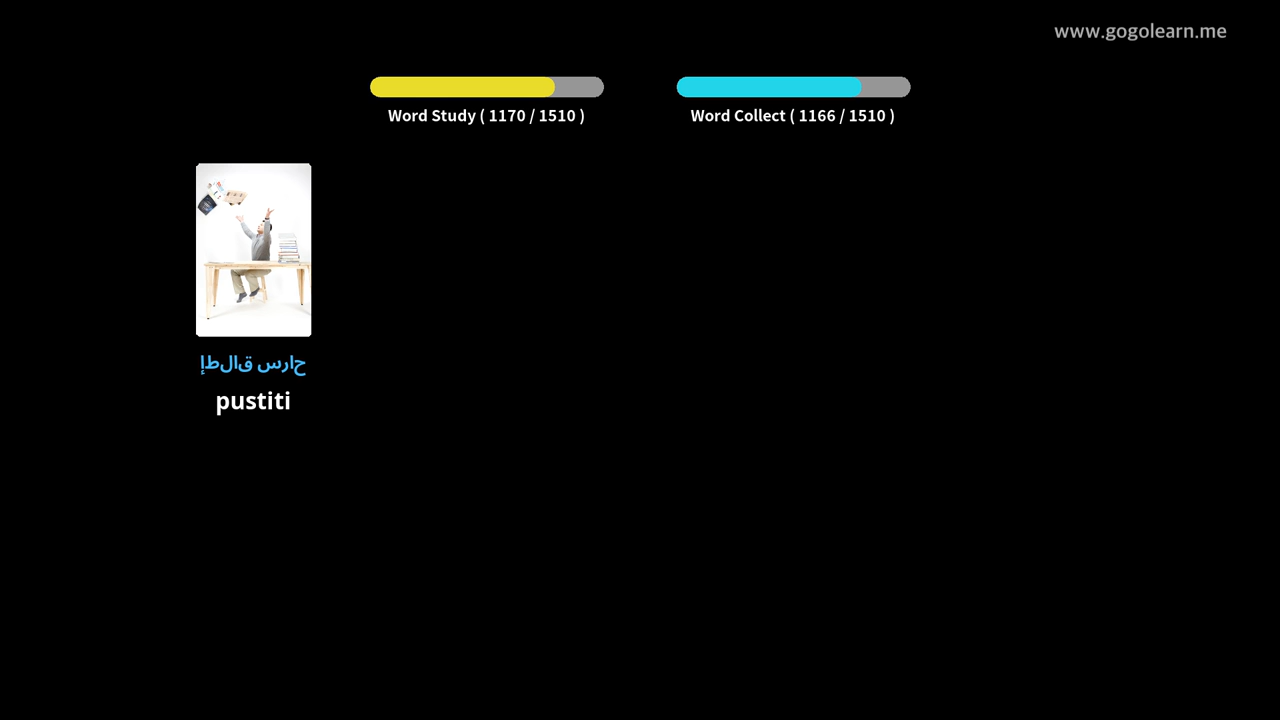 www.gogolearn.me
Word Study ( 1170 / 1510 )
Word Collect ( 1166 / 1510 )
حارس قالطإ
pustiti